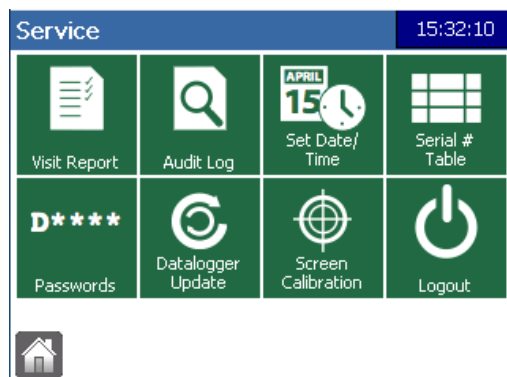 Service
15:32:10
Visit Report
Audit Log
APRIL
15
Set Date/
Time
Serial #
Table
D****
Passwords
Datalogger
Update
Screen
Calibration
Logout